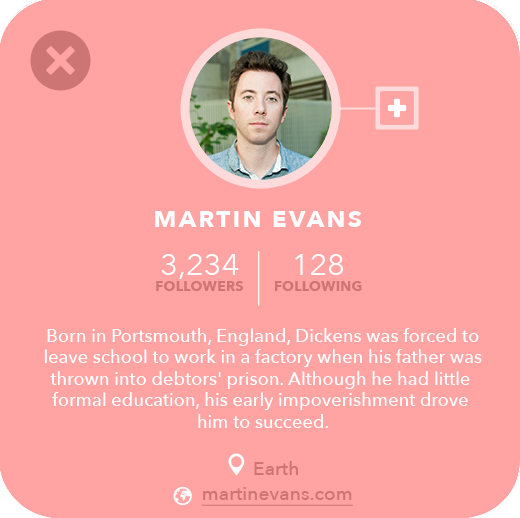 MARTIN EVANS
3,234 128
FOLLOWERS FOLLOWING
Born in Portsmouth, England, Dickens was forced to
leave school to work in a factory when his father was
thrown into debtors' prison. Although he had little
formal education, his early impoverishment drove
him to succeed.
Earth
martinevans.com